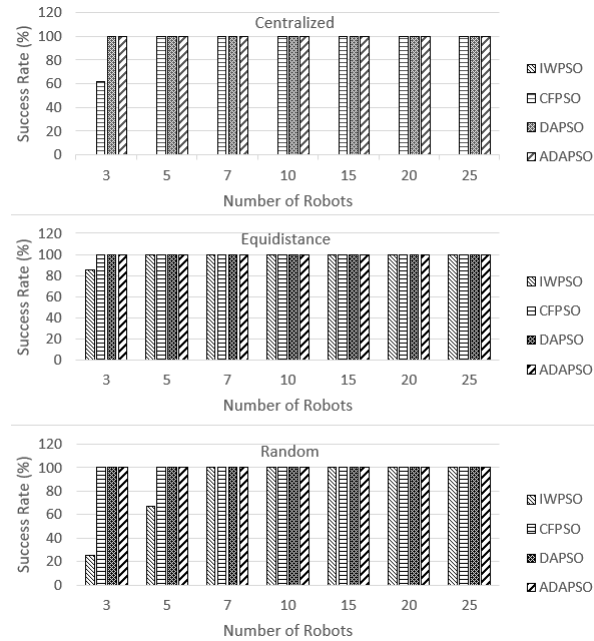 Centralized
120
100
80
60
40
20
0
Success Rate (%)
3 5 7 10 15 20 25
Number of Robots
IWPSO
CFPSO
DAPSO
ADAPSO
Equidistance
120
100
80
60
40
20
0
Success Rate (%)
3 5 7 10 15 20 25
Number of Robots
IWPSO
CFPSO
DAPSO
ADAPSO
Random
120
100
80
60
40
20
0
Success Rate (%)
3 5 7 10 15 20 25
Number of Robots
IWPSO
CFPSO
DAPSO
ADAPSO